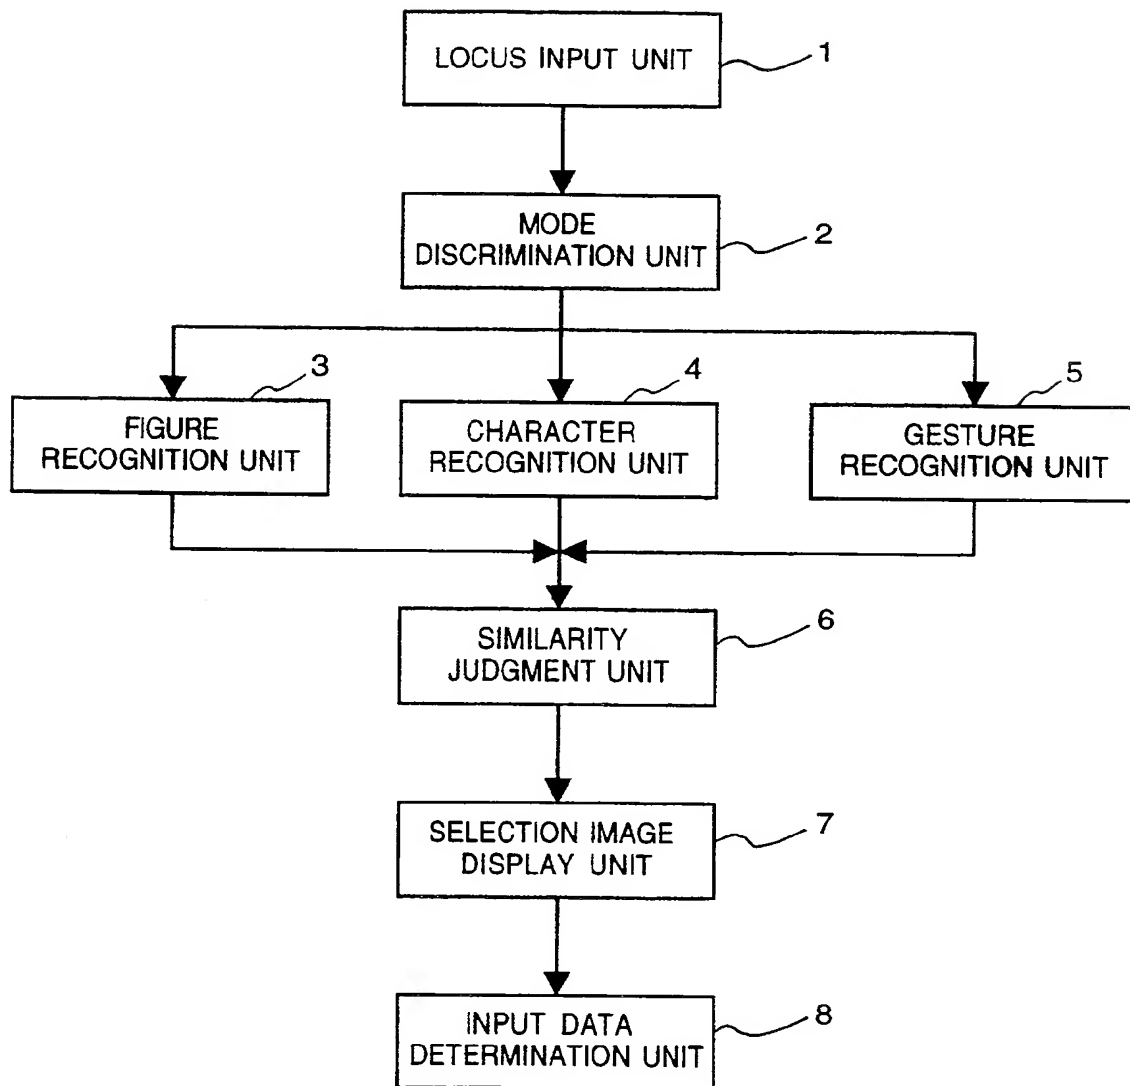 LOCUS INPUT UNIT
1
MODE
DISCRIMINATION UNIT
2
3
4
5
FIGURE
RECOGNITION UNIT
CHARACTER
RECOGNITION UNIT
GESTURE
RECOGNITION UNIT
SIMILARITY
JUDGMENT UNIT
6
SELECTION IMAGE
DISPLAY UNIT
7
INPUT DATA
DETERMINATION UNIT
8